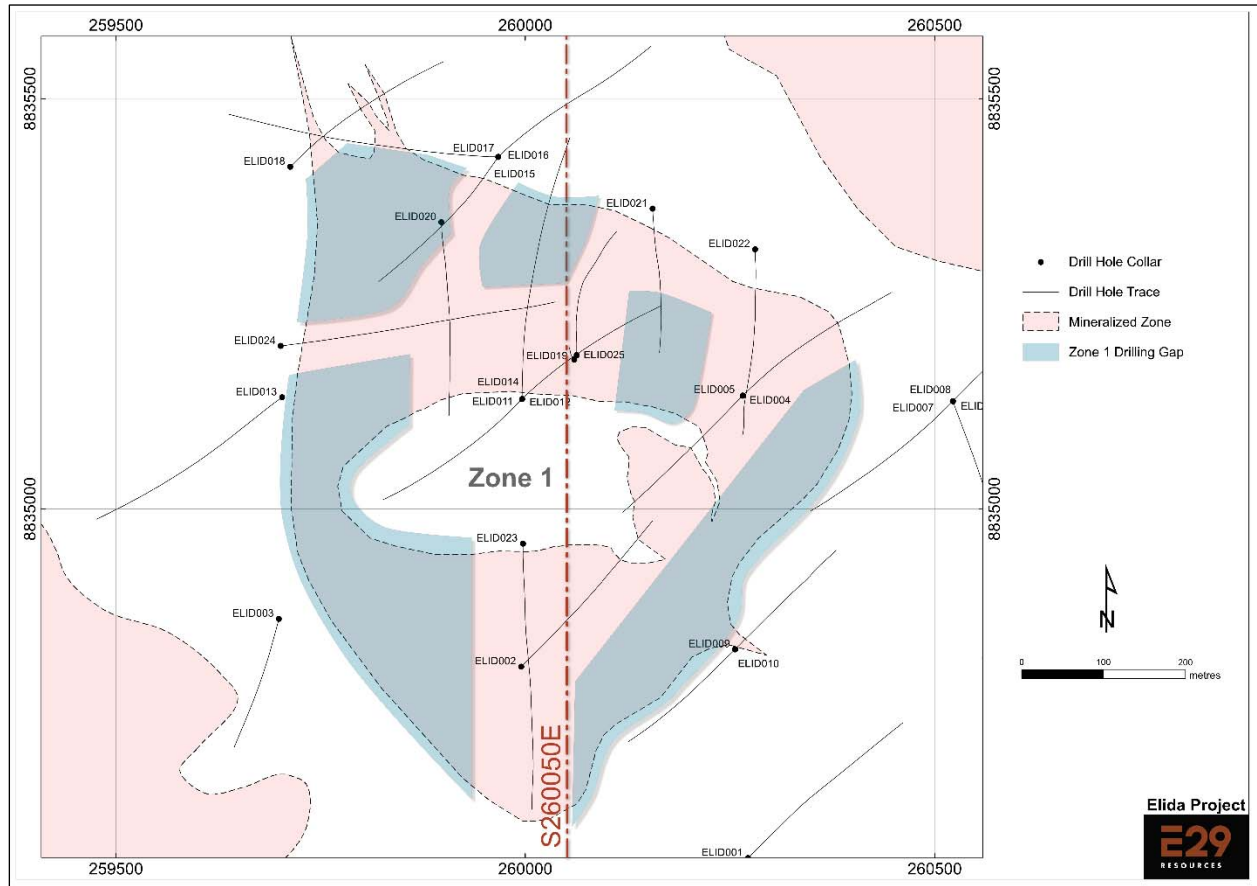 259500
260000
260500
8835500
8835500
ELID017
ELID016
ELID018
ELID015
ELID020
ELID021
ELID022
Drill Hole Collar
Drill Hole Trace
Mineralized Zone
Zone 1 Drilling Gap
ELID024
ELID019
ELID025
ELID014
ELID013
ELID011
ELID012
ELID005
ELID004
ELID008
ELID007
ELID
Zone 1
8835000
8835000
ELID023
N
ELID003
ELID009
ELID010
ELID002
0
100
200
metres
S260050E
ELID001
Elida Project
E29
RESOURCES
259500
260000
260500